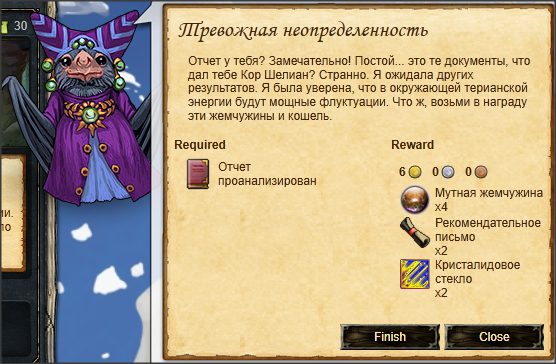 30
Тревожная неопределенность
Отчет у тебя? Замечательно! Постой... это те документы, что
дал тебе Кор Шелиан? Странно. Я ожидала других
результатов. Я была уверена, что в окружающей терианской
энергии будут мощные флуктуации. Что ж, возьми в награду
эти жемчужины и кошель.
Required
Отчет
проанализирован
Reward
6 0 0
Мутная жемчужина
x4
Рекомендательное
письмо
x2
Кристалидовое
стекло
x2
Finish
Close
ии.
ло